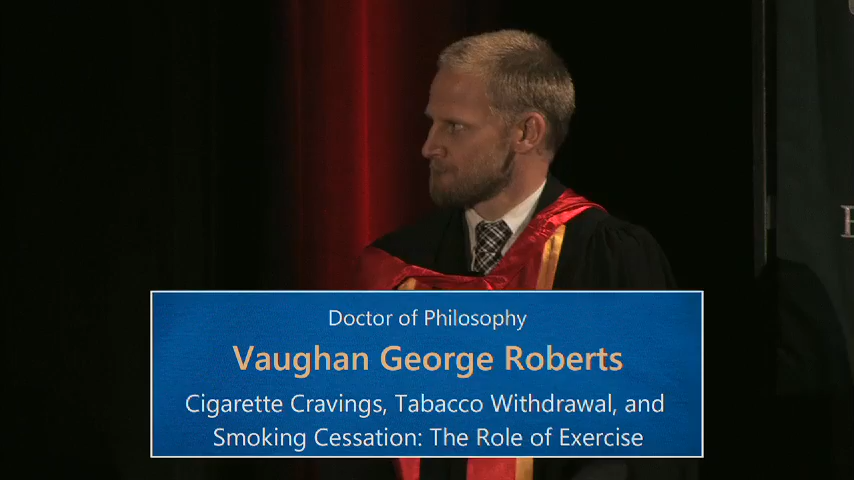 Doctor of Philosophy
Vaughan George Roberts
Cigarette Cravings, Tabacco Withdrawal, and
Smoking Cessation: The Role of Exercise